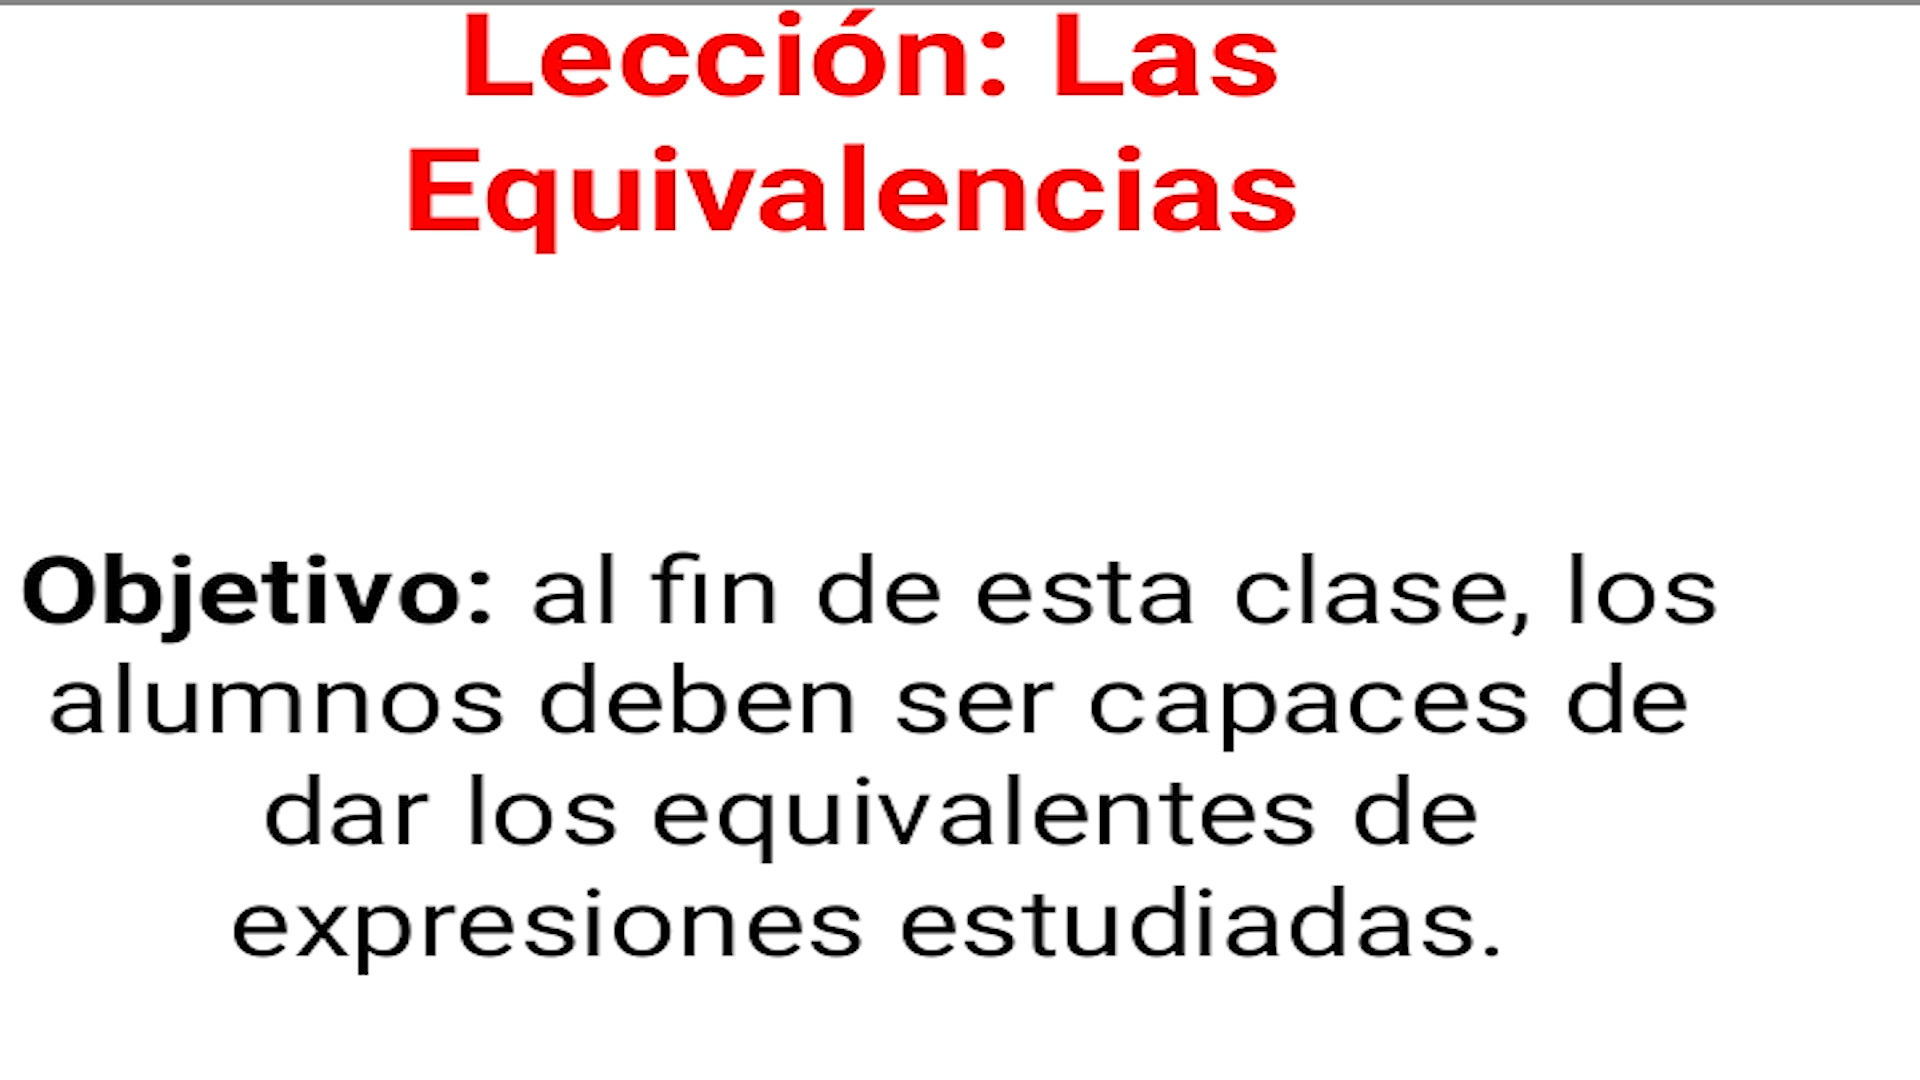 Lección: Las
Equivalencias
Objetivo: al fin de esta clase, los
alumnos deben ser capaces de
dar los equivalentes de
expresiones estudiadas.